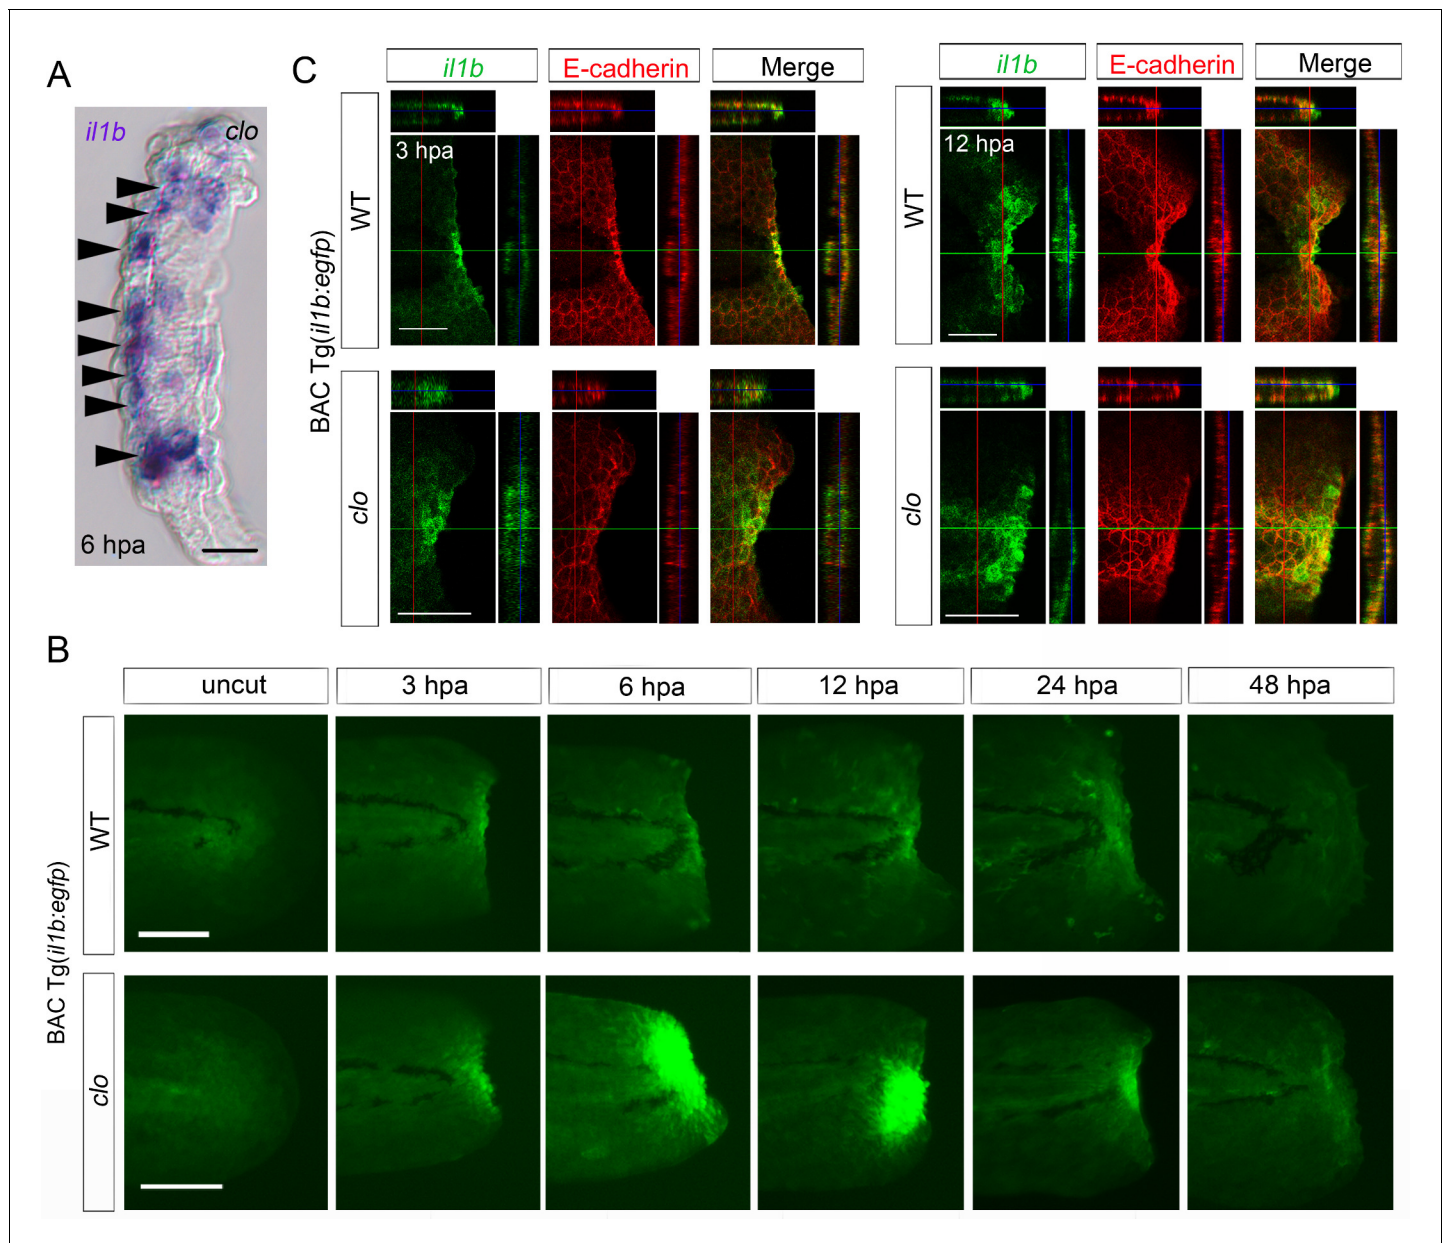 A
il1b
clo
6 hpa
C
il1b
E-cadherin
Merge
il1b
E-cadherin
Merge
BAC Tg(il1b:egfp)
WT
3 hpa
WT
12 hpa
clo
clo
B
uncut
3 hpa
6 hpa
12 hpa
24 hpa
48 hpa
BAC Tg(il1b:egfp)
WT
clo